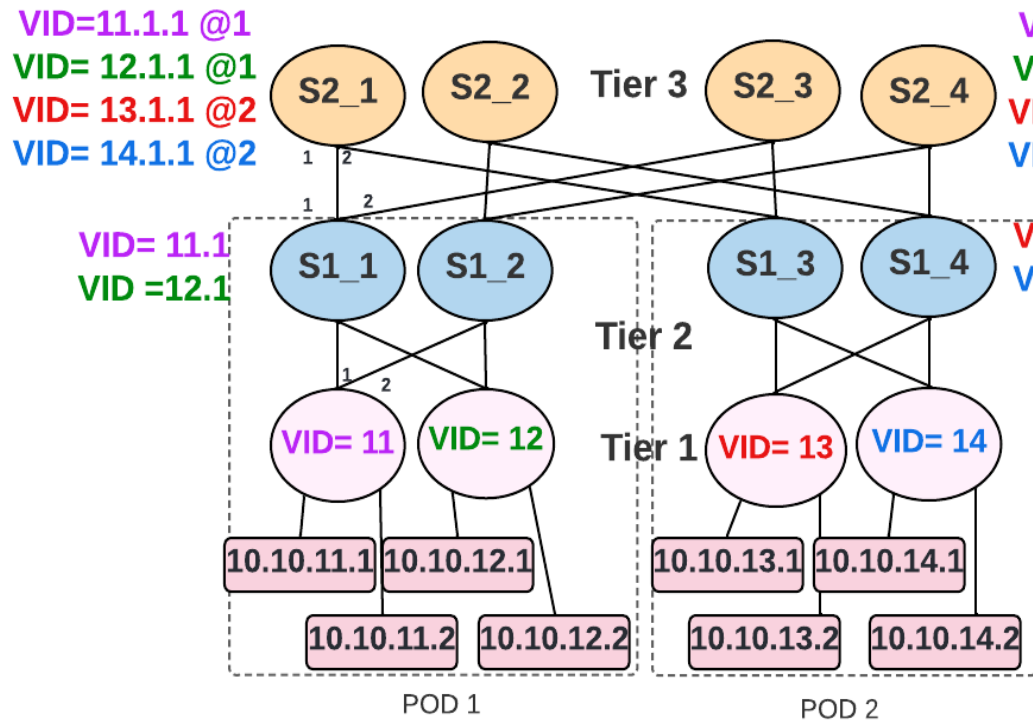 VID=11.1.1 @1
VID= 12.1.1 @1
VID= 13.1.1 @2
VID= 14.1.1 @2
S2_1
S2_2
Tier 3
S2_3
S2_4
1
2
1
2
VID= 11.1
VID =12.1
S1_1
S1_2
S1_3
S1_4
Tier 2
1
2
VID= 11
VID= 12
Tier 1
VID= 13
VID= 14
10.10.11.1
10.10.12.1
10.10.13.1
10.10.14.1
10.10.11.2
10.10.12.2
10.10.13.2
10.10.14.2
POD 1
POD 2